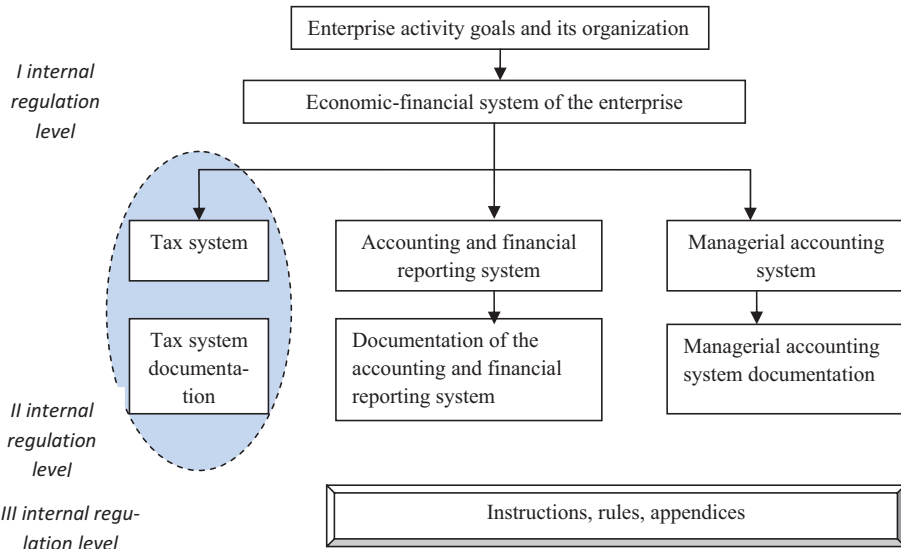 Enterprise activity goals and its organization
I internal
regulation
level
Economic-financial system of the enterprise
Tax system
Accounting and financial
reporting system
Managerial accounting
system
Tax system
documenta-
tion
Documentation of the
accounting and financial
reporting system
Managerial accounting
system documentation
II internal
regulation
level
III internal regu-
lation level
Instructions, rules, appendices